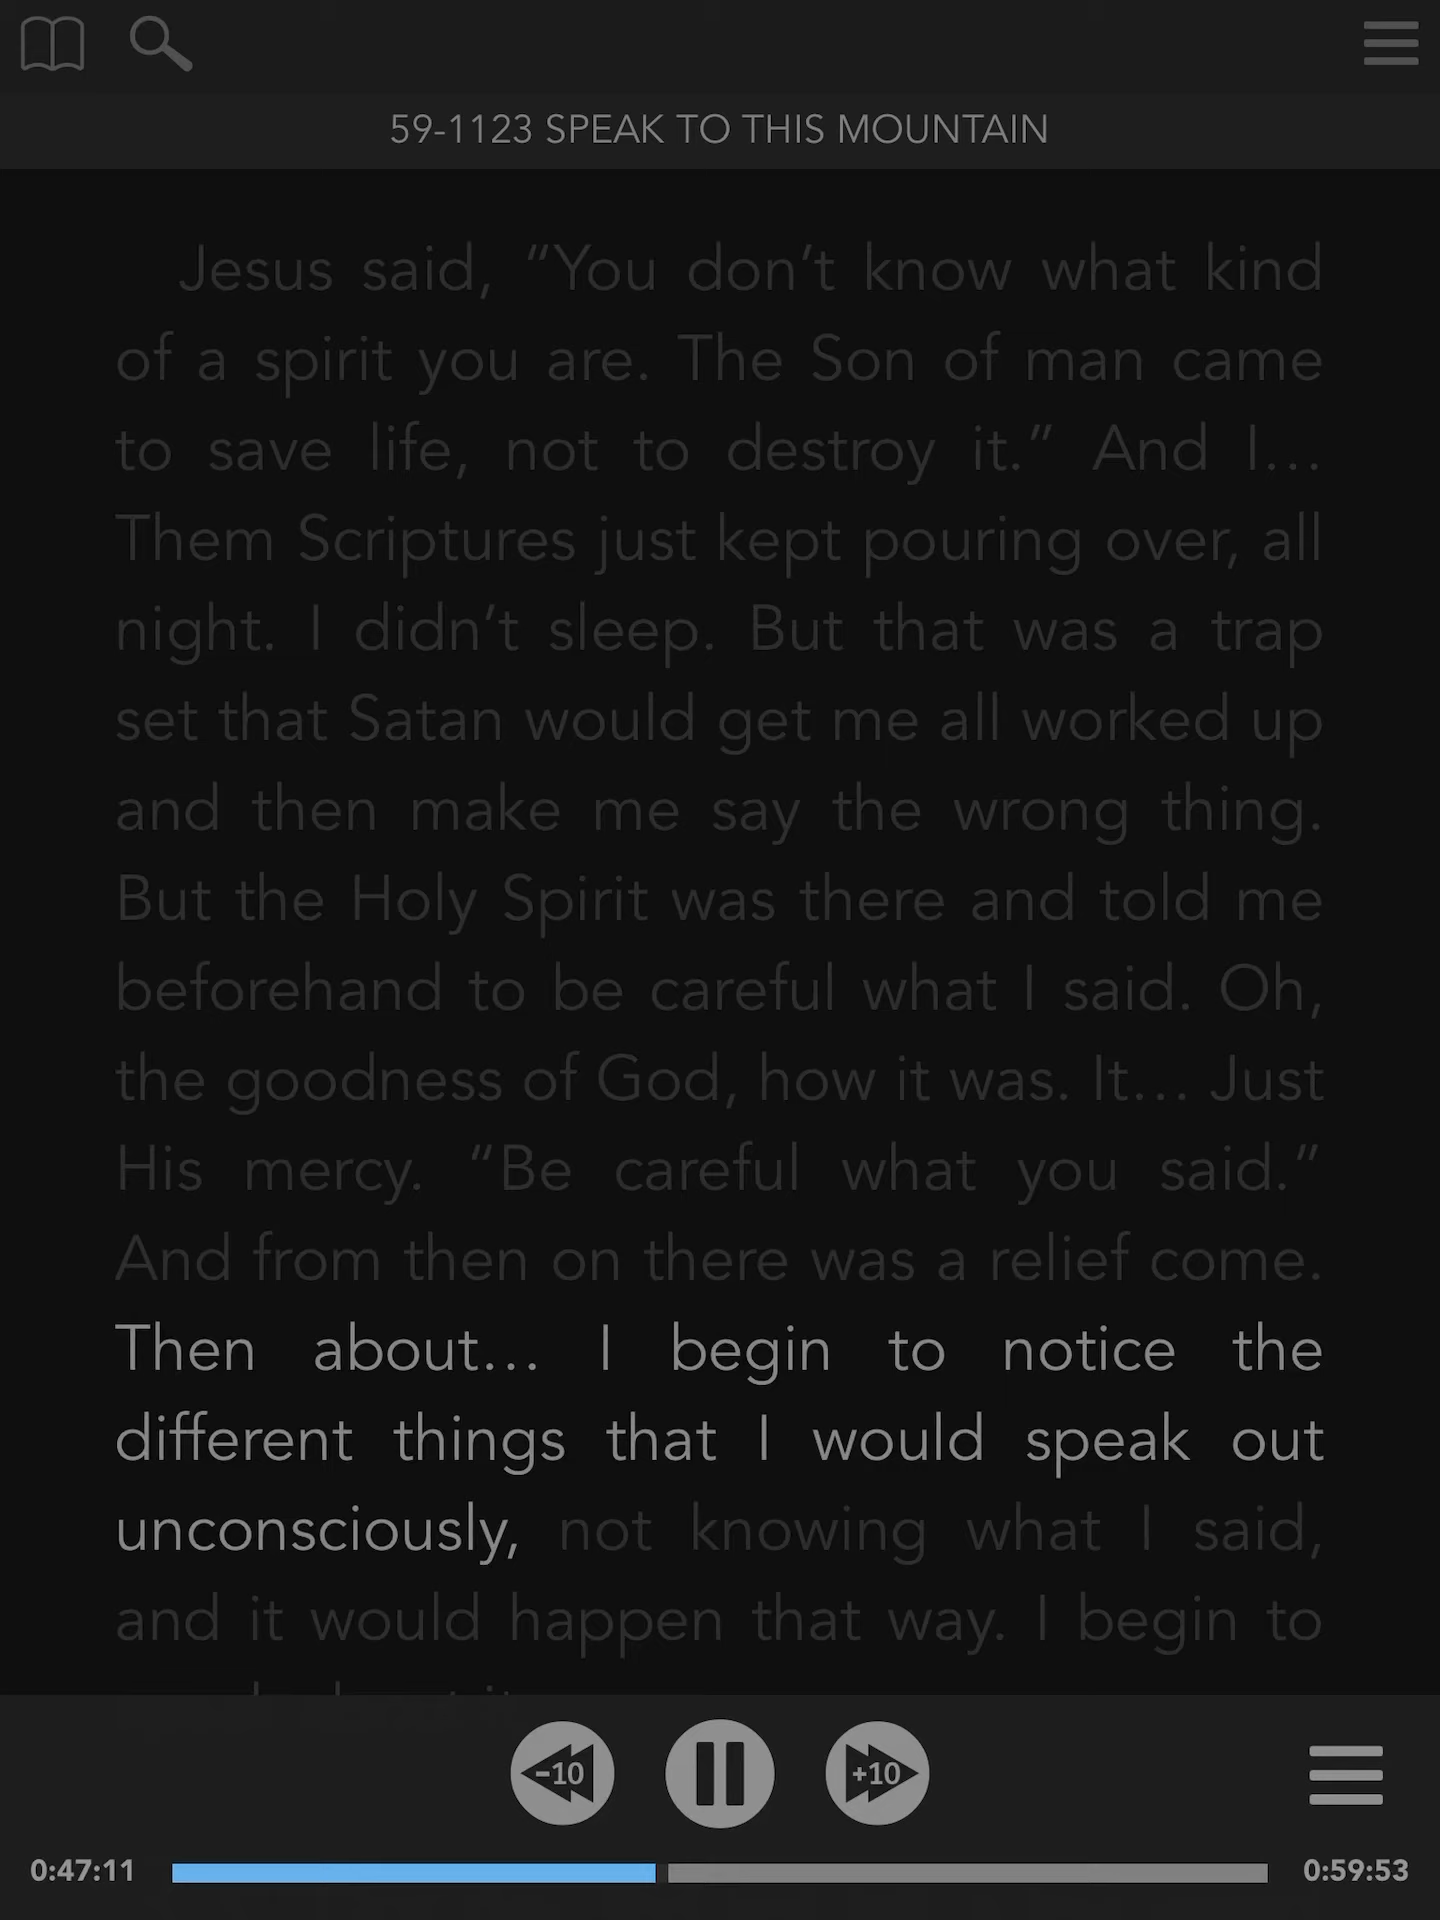 59-1123 SPEAK TO THIS MOUNTAIN
Jesus said, “You don’t know what kind
of a spirit you are. The Son of man came
to save life, not to destroy it.” And I…
Them Scriptures just kept pouring over, all
night. I didn’t sleep. But that was a trap
set that Satan would get me all worked up
and then make me say the wrong thing.
But the Holy Spirit was there and told me
beforehand to be careful what I said. Oh,
the goodness of God, how it was. It… Just
His mercy. “Be careful what you said.”
And from then on there was a relief come.
Then about… I begin to notice the
different things that I would speak out
unconsciously, not knowing what I said,
and it would happen that way. I begin to
-10 +10
0:47:11 0:59:53